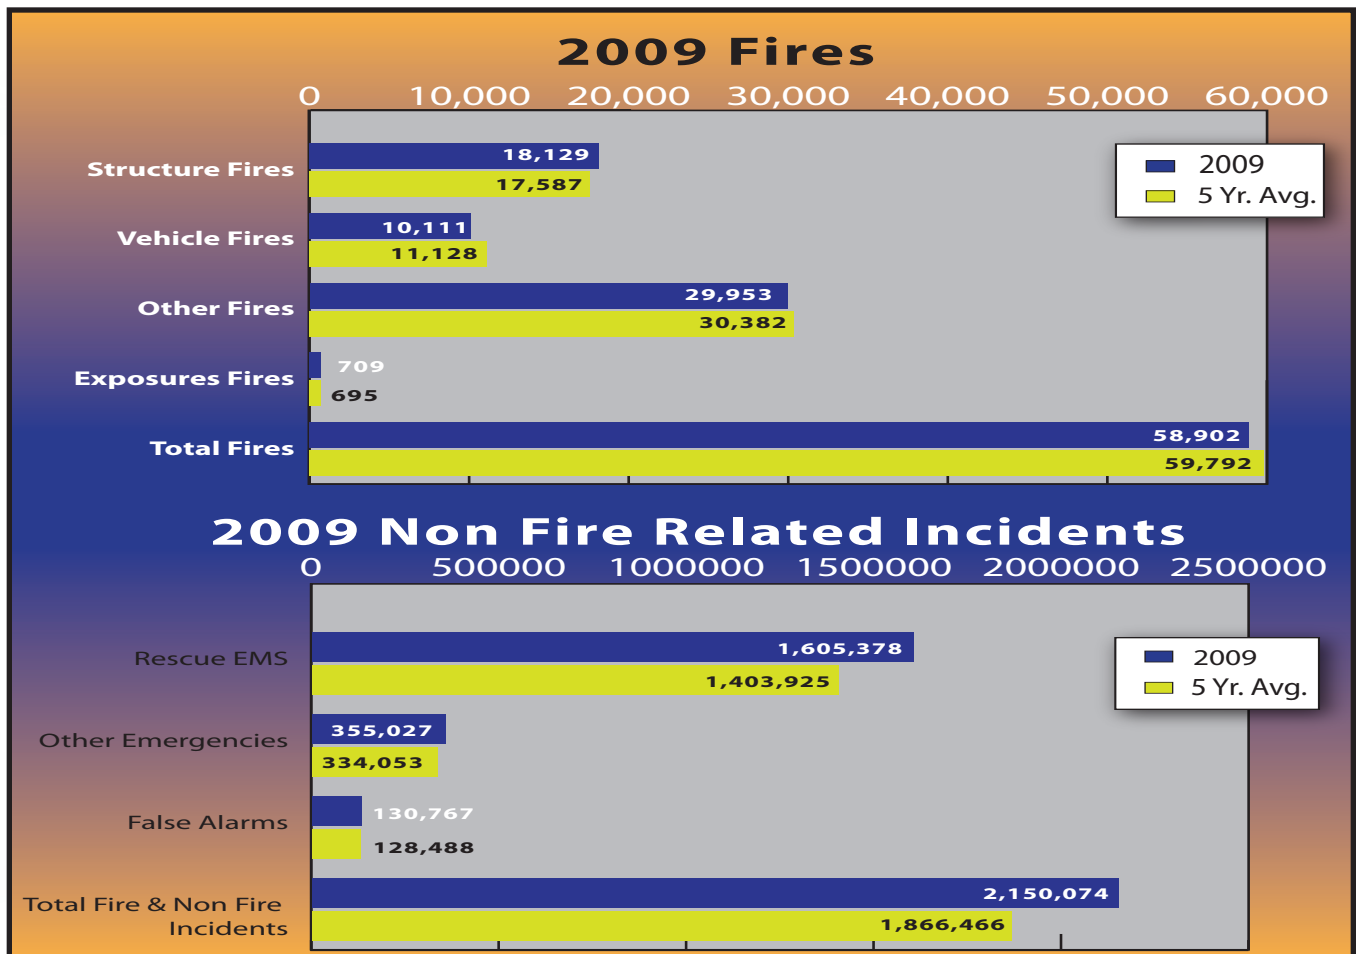 2009 Fires
0 10,000 20,000 30,000 40,000 50,000 60,000
2009
5 Yr. Avg.
Structure Fires
18,129
17,587
Vehicle Fires
10,111
11,128
Other Fires
29,953
30,382
Exposures Fires
709
695
Total Fires
58,902
59,792
2009 Non Fire Related Incidents
0 500000 1000000 1500000 2000000 2500000
Rescue EMS
1,605,378
1,403,925
2009
5 Yr. Avg.
Other Emergencies
355,027
334,053
False Alarms
130,767
128,488
Total Fire & Non Fire
Incidents
2,150,074
1,866,466